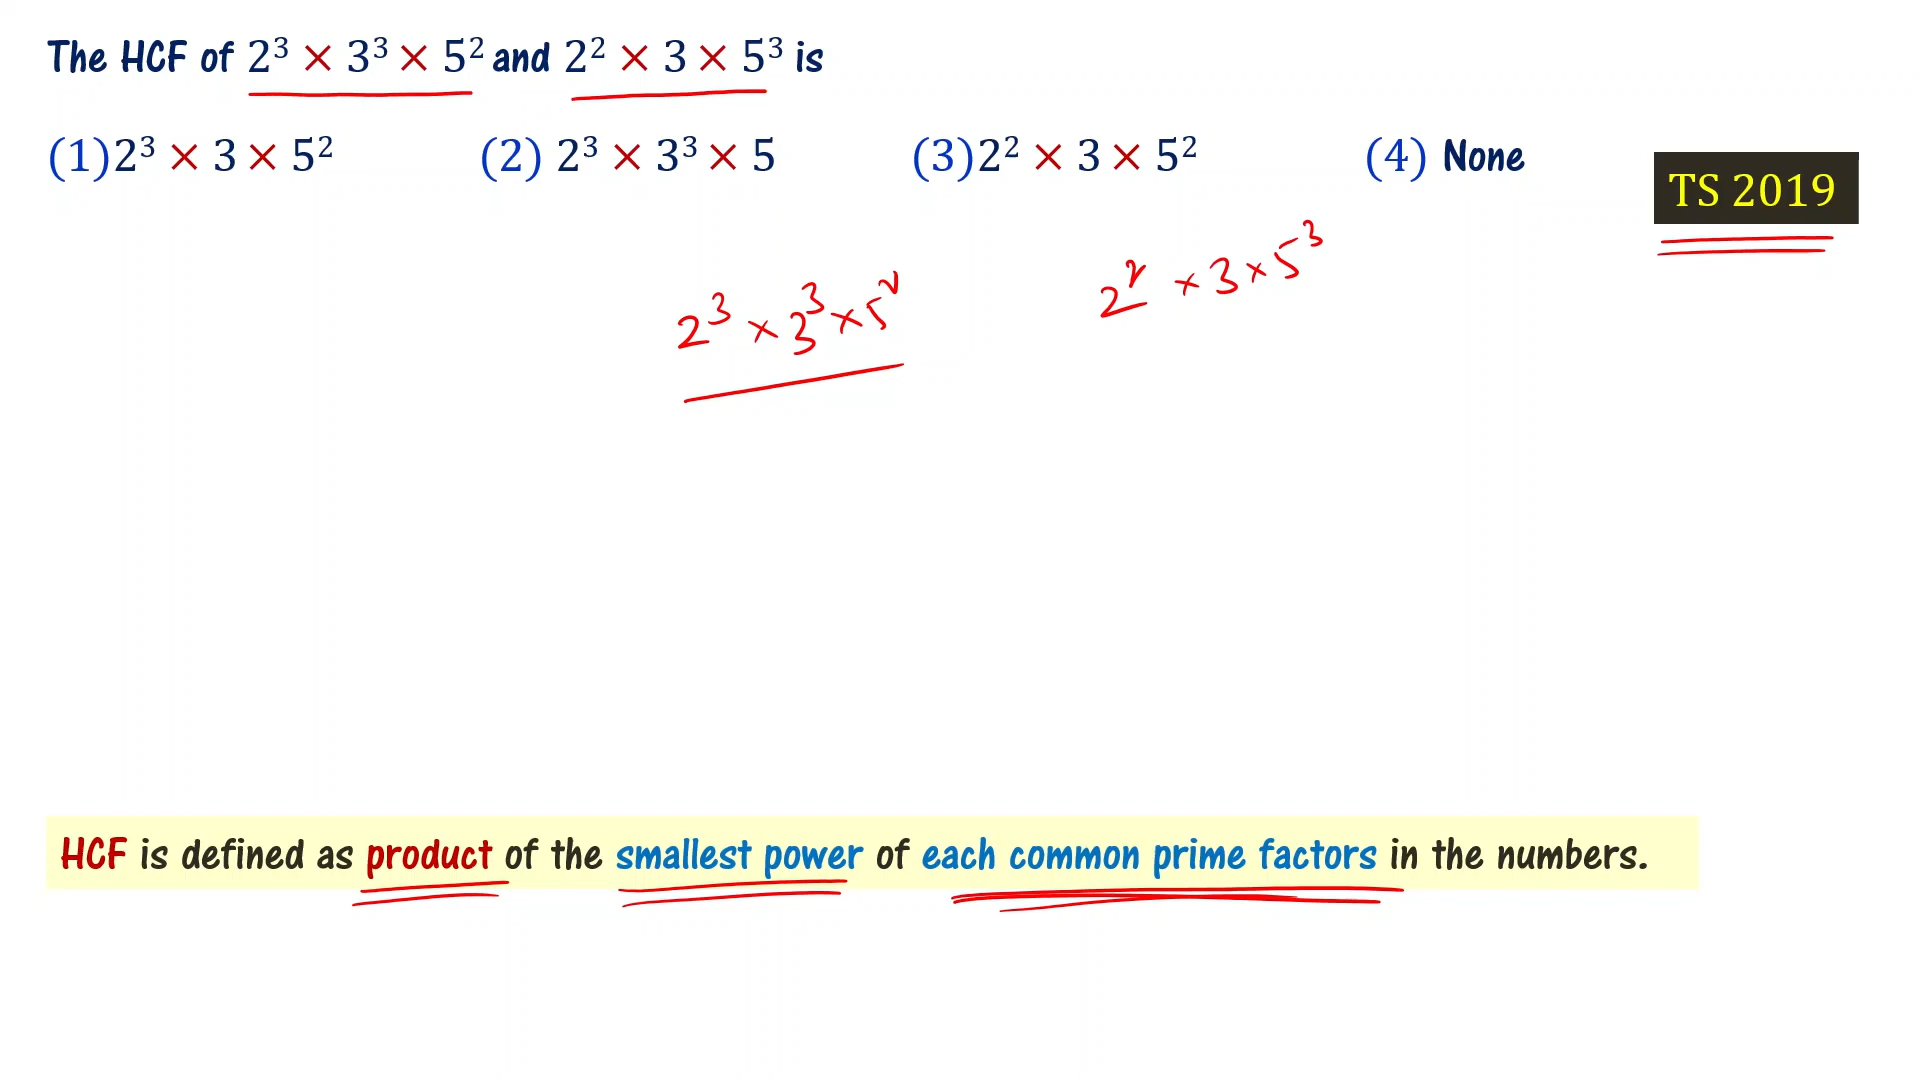 The HCF of 2³ × 3³ × 5² and 2² × 3 × 5³ is
(1)2³ × 3 × 5² (2) 2³ × 3³ × 5 (3)2² × 3 × 5² (4) None
TS 2019
2³ × 3³ × 5² 2² × 3 × 5³
HCF is defined as product of the smallest power of each common prime factors in the numbers.